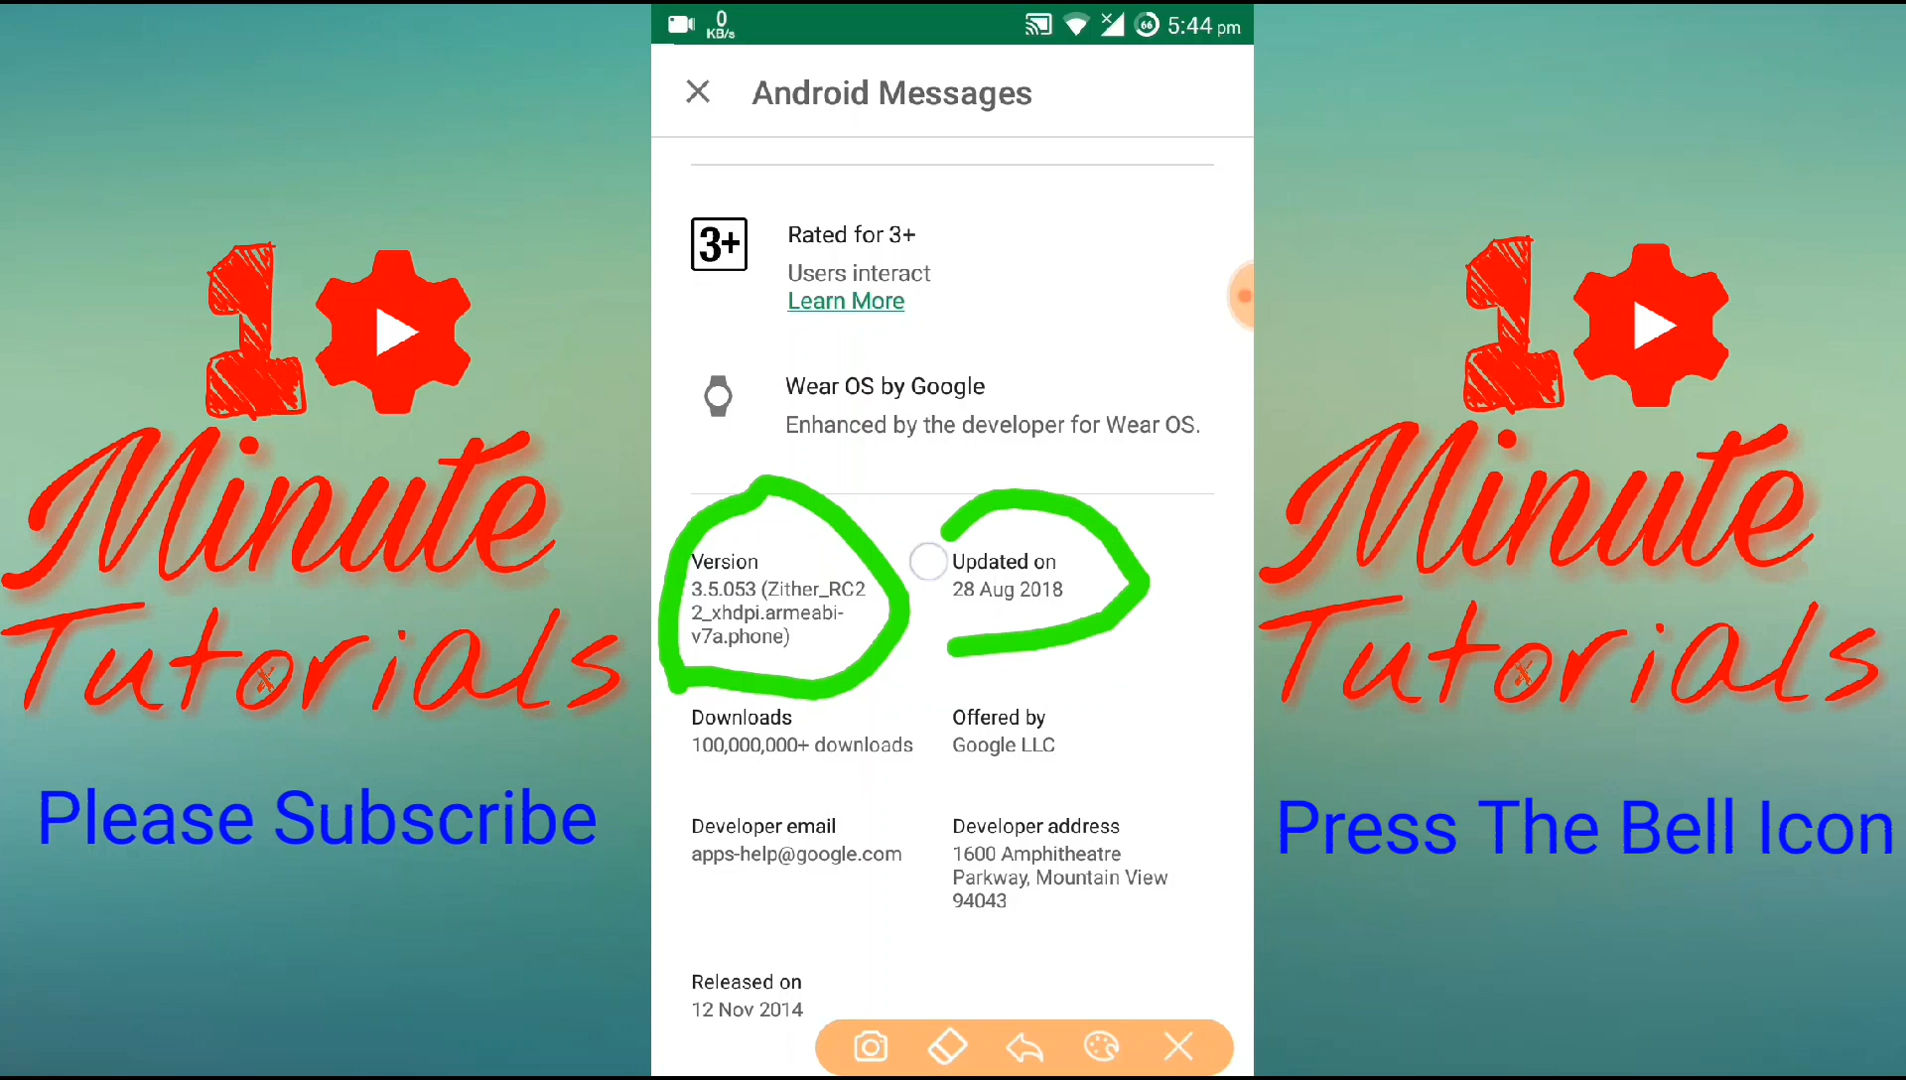 0
KB/s
66
5:44 pm
Android Messages
3+
Rated for 3+
Users interact
Learn More
Wear OS by Google
Enhanced by the developer for Wear OS.
Version
3.5.053 (Zither_RC2
2_xhdpi.armeabi-
v7a.phone)
Updated on
28 Aug 2018
Downloads
100,000,000+ downloads
Offered by
Google LLC
Developer email
apps-help@google.com
Developer address
1600 Amphitheatre
Parkway, Mountain View
94043
Released on
12 Nov 2014
1
Minute
Tutorials
Please Subscribe
1
Minute
Tutorials
Press The Bell Icon